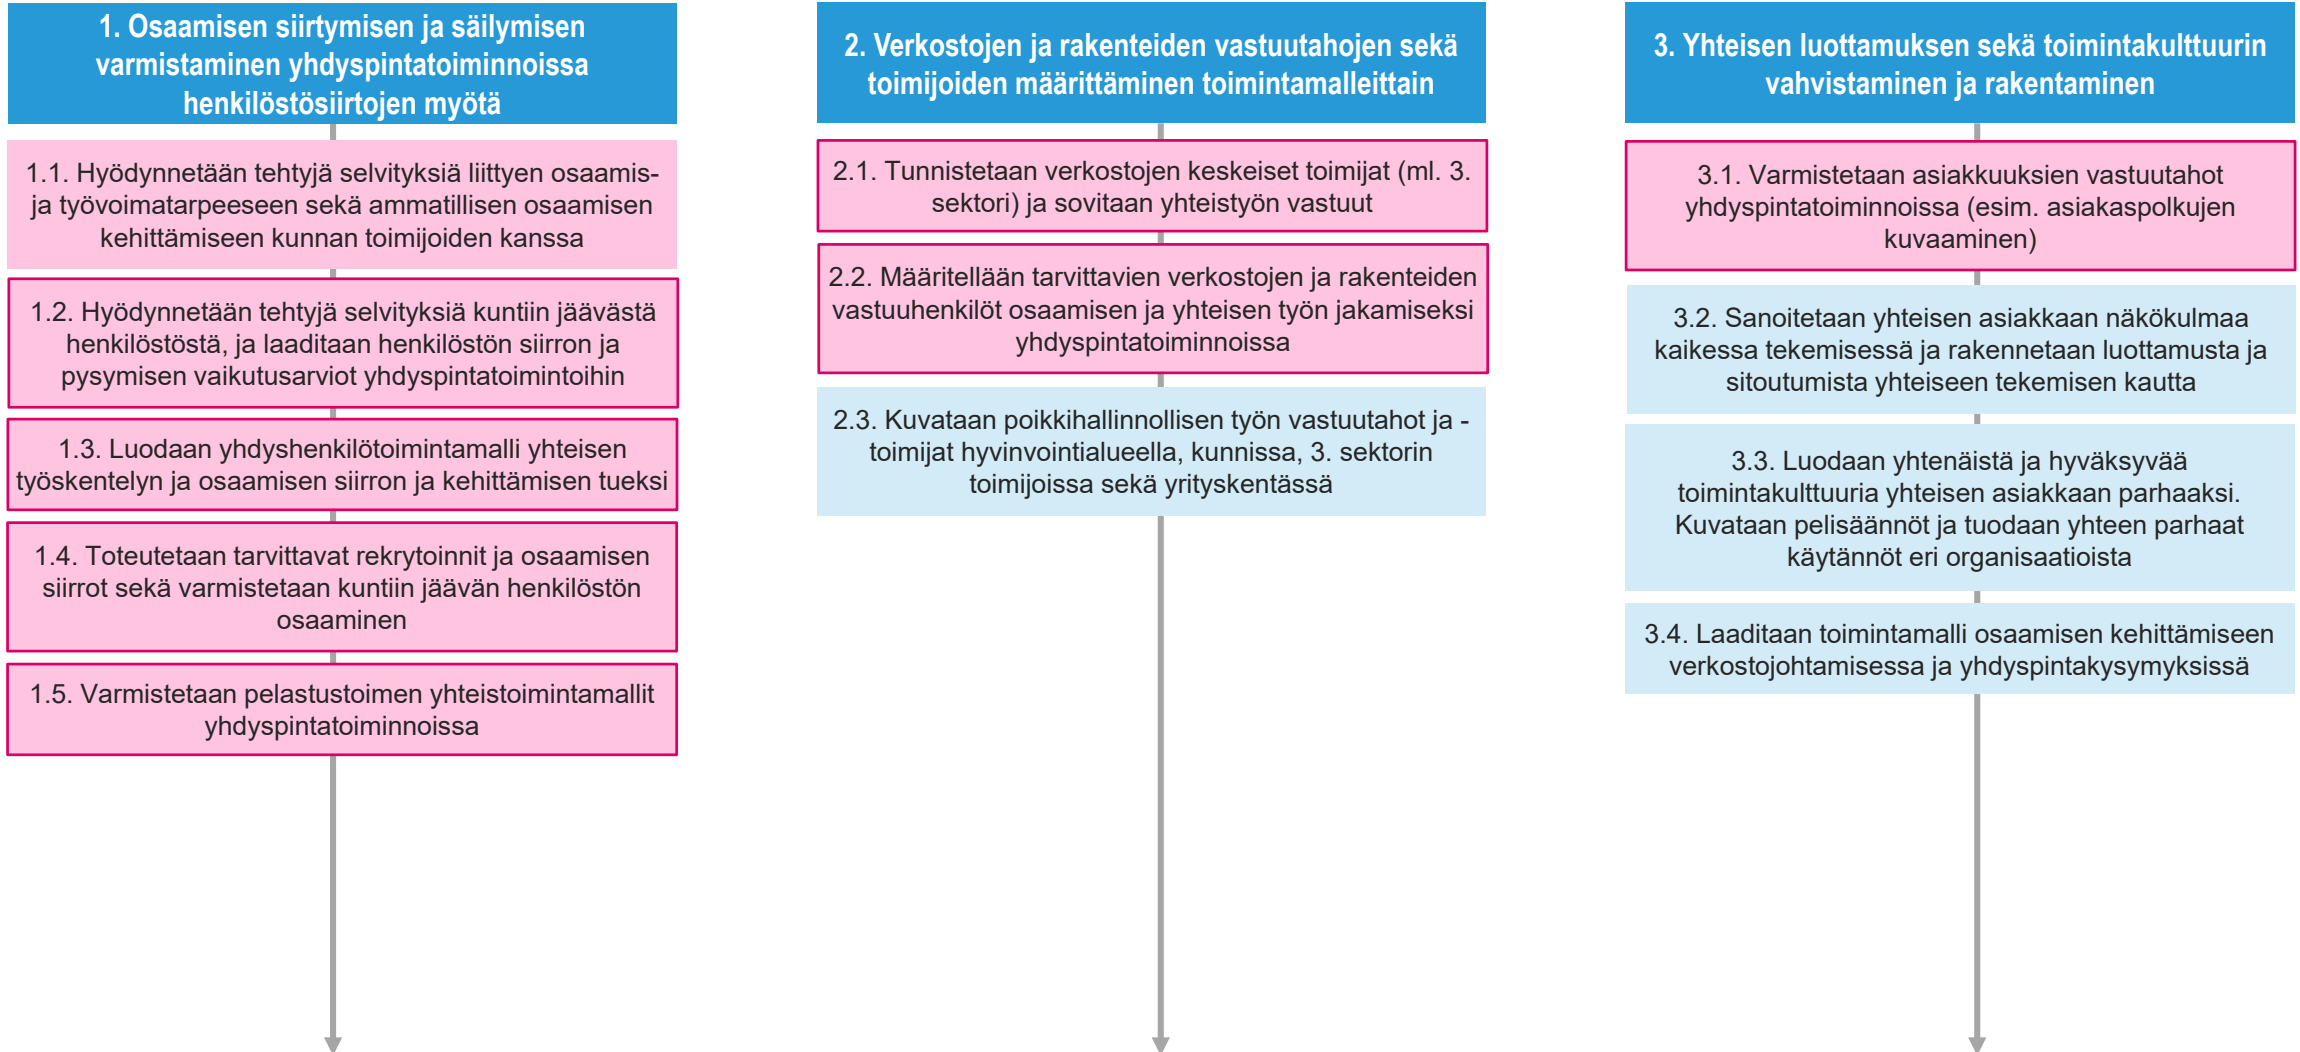 1. Osaamisen siirtymisen ja säilymisen
varmistaminen yhdyspintatoiminnoissa
henkilöstösiirtojen myötä
1.1. Hyödynnetään tehtyjä selvityksiä liittyen osaamis-
ja työvoimatarpeeseen sekä ammatillisen osaamisen
kehittämiseen kunnan toimijoiden kanssa
1.2. Hyödynnetään tehtyjä selvityksiä kuntiin jäävästä
henkilöstöstä, ja laaditaan henkilöstön siirron ja
pysymisen vaikutusarviot yhdyspintatoimintoihin
1.3. Luodaan yhdyshenkilötoimintamalli yhteisen
työskentelyn ja osaamisen siirron ja kehittämisen tueksi
1.4. Toteutetaan tarvittavat rekrytoinnit ja osaamisen
siirrot sekä varmistetaan kuntiin jäävän henkilöstön
osaaminen
1.5. Varmistetaan pelastustoimen yhteistoimintamallit
yhdyspintatoiminnoissa
2. Verkostojen ja rakenteiden vastuutahojen sekä
toimijoiden määrittäminen toimintamalleittain
2.1. Tunnistetaan verkostojen keskeiset toimijat (ml. 3.
sektori) ja sovitaan yhteistyön vastuut
2.2. Määritellään tarvittavien verkostojen ja rakenteiden
vastuuhenkilöt osaamisen ja yhteisen työn jakamiseksi
yhdyspintatoiminnoissa
2.3. Kuvataan poikkihallinnollisen työn vastuutahot ja -
toimijat hyvinvointialueella, kunnissa, 3. sektorin
toimijoissa sekä yrityskentässä
3. Yhteisen luottamuksen sekä toimintakulttuurin
vahvistaminen ja rakentaminen
3.1. Varmistetaan asiakkuuksien vastuutahot
yhdyspintatoiminnoissa (esim. asiakaspolkujen
kuvaaminen)
3.2. Sanoitetaan yhteisen asiakkaan näkökulmaa
kaikessa tekemisessä ja rakennetaan luottamusta ja
sitoutumista yhteiseen tekemisen kautta
3.3. Luodaan yhtenäistä ja hyväksyvää
toimintakulttuuria yhteisen asiakkaan parhaaksi.
Kuvataan pelisäännöt ja tuodaan yhteen parhaat
käytännöt eri organisaatioista
3.4. Laaditaan toimintamalli osaamisen kehittämiseen
verkostojohtamisessa ja yhdyspintakysymyksissä